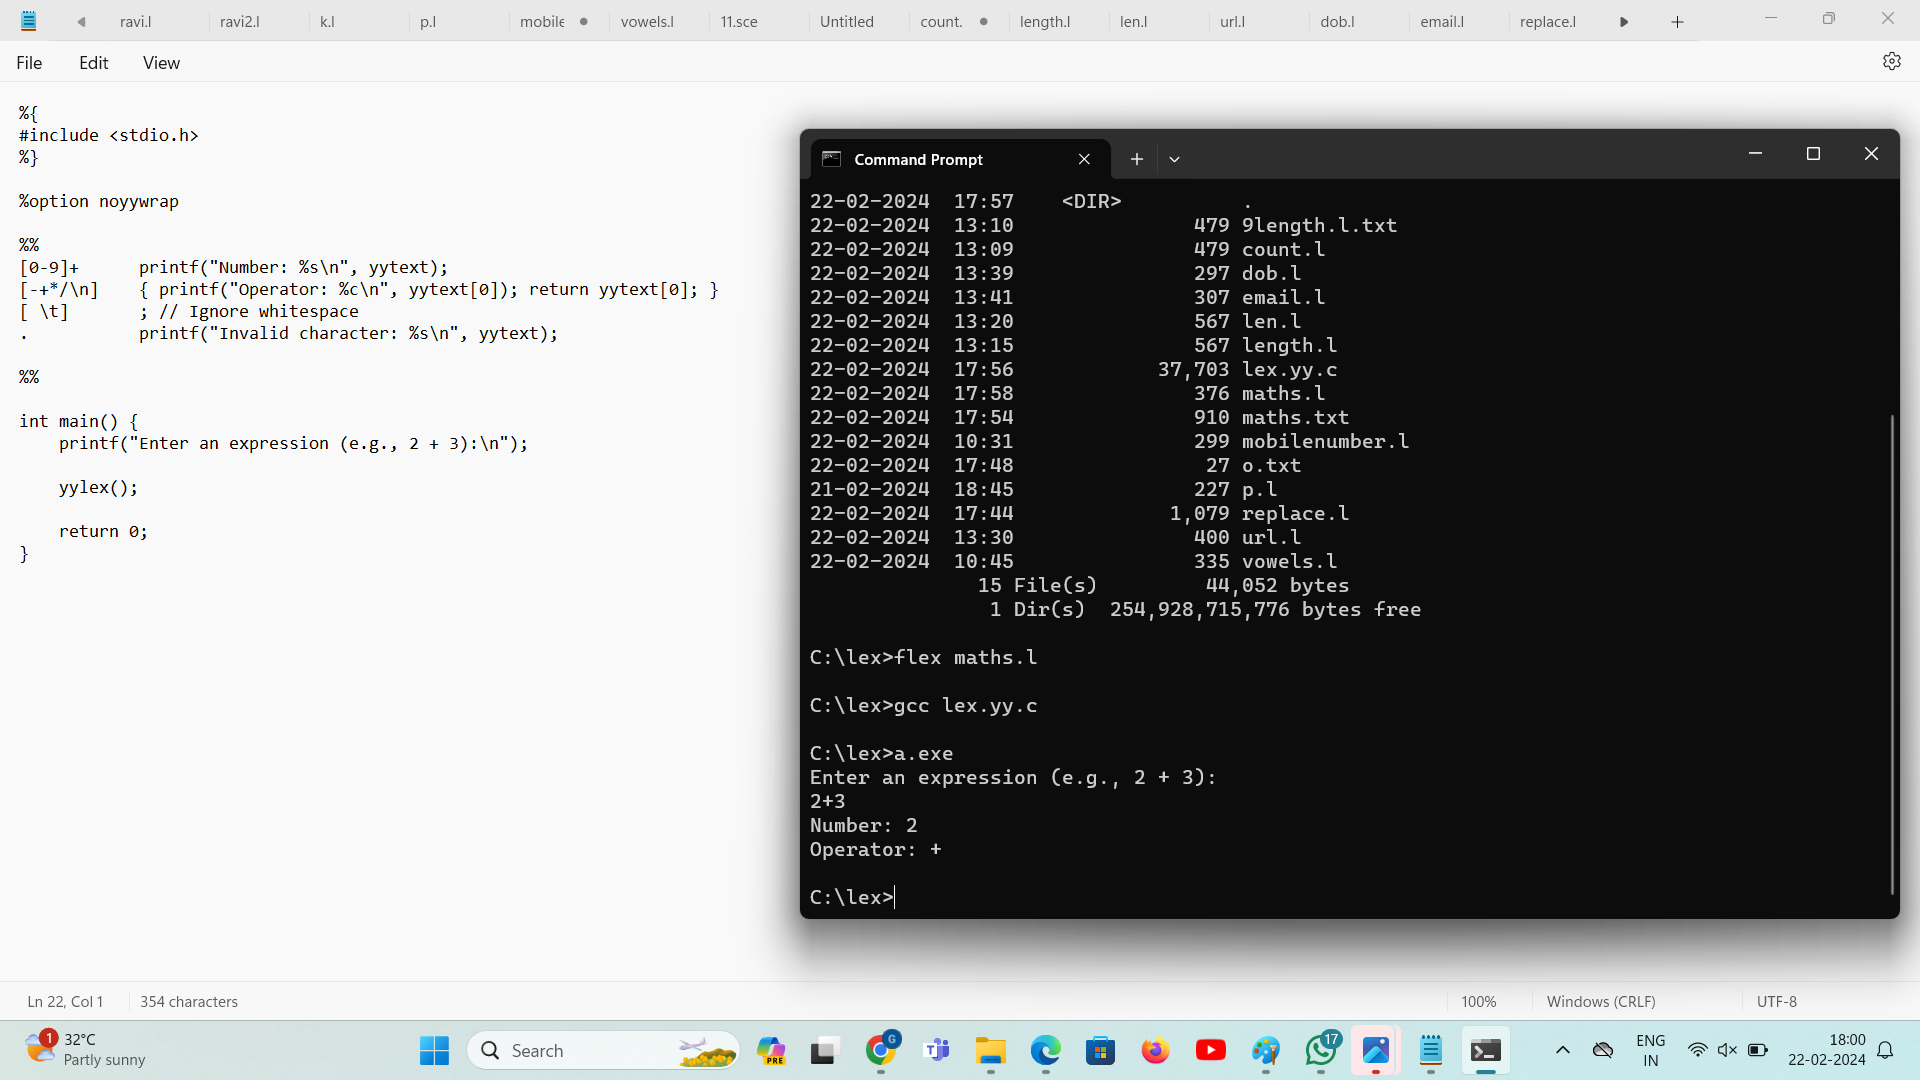 ravi.l ravi2.l k.l p.l mobile vowels.l 11.sce Untitled count. length.l len.l url.l dob.l email.l replace.l
File Edit View
%{
#include <stdio.h>
%}
%option noyywrap
%%
[0-9]+      printf("Number: %s\n", yytext);
[-+*/\n]    { printf("Operator: %c\n", yytext[0]); return yytext[0]; }
[ \t]       ; // Ignore whitespace
.           printf("Invalid character: %s\n", yytext);
%%
int main() {
    printf("Enter an expression (e.g., 2 + 3):\n");
    yylex();
    return 0;
}
Command Prompt
22-02-2024  17:57    <DIR>          .
22-02-2024  13:10               479 9length.l.txt
22-02-2024  13:09               479 count.l
22-02-2024  13:39               297 dob.l
22-02-2024  13:41               307 email.l
22-02-2024  13:20               567 len.l
22-02-2024  13:15               567 length.l
22-02-2024  17:56            37,703 lex.yy.c
22-02-2024  17:58               376 maths.l
22-02-2024  17:54               910 maths.txt
22-02-2024  10:31               299 mobilenumber.l
22-02-2024  17:48                27 o.txt
21-02-2024  18:45               227 p.l
22-02-2024  17:44             1,079 replace.l
22-02-2024  13:30               400 url.l
22-02-2024  10:45               335 vowels.l
              15 File(s)         44,052 bytes
               1 Dir(s)  254,928,715,776 bytes free
C:\lex>flex maths.l
C:\lex>gcc lex.yy.c
C:\lex>a.exe
Enter an expression (e.g., 2 + 3):
2+3
Number: 2
Operator: +
C:\lex>
Ln 22, Col 1 354 characters 100% Windows (CRLF) UTF-8
1 32°C
Partly sunny
Search
PRE
G
17
ENG
IN
18:00
22-02-2024